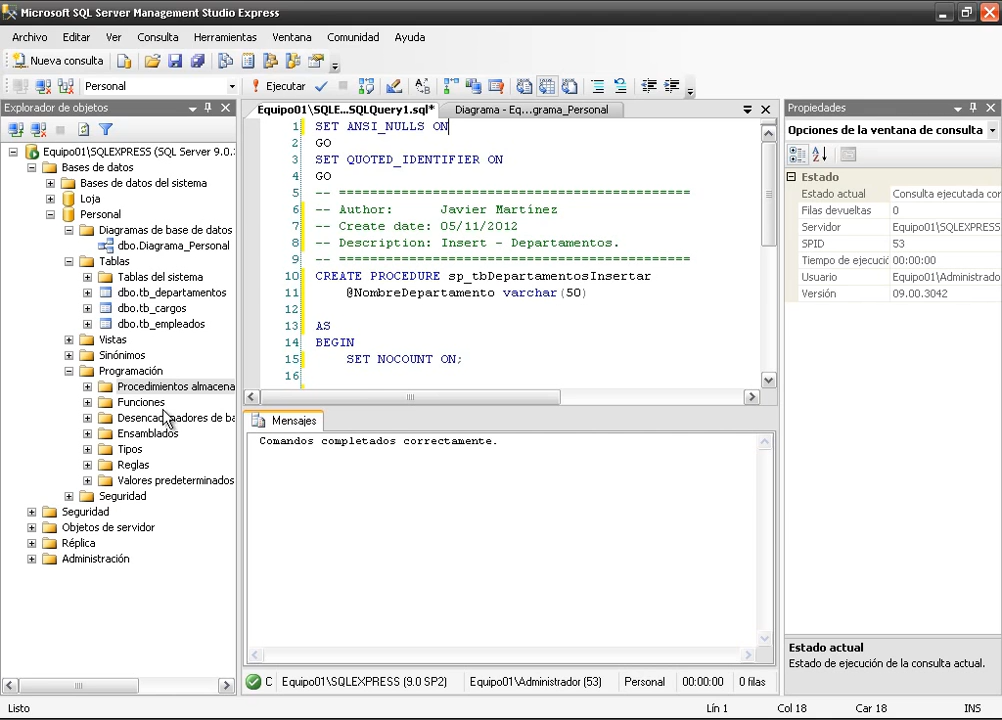 Microsoft SQL Server Management Studio Express
Archivo Editar Ver Consulta Herramientas Ventana Comunidad Ayuda
Nueva consulta
Personal Ejecutar
Explorador de objetos
Equipo01\SQLEXPRESS (SQL Server 9.0.
Bases de datos
Bases de datos del sistema
Loja
Personal
Diagramas de base de datos
dbo.Diagrama_Personal
Tablas
Tablas del sistema
dbo.tb_departamentos
dbo.tb_cargos
dbo.tb_empleados
Vistas
Sinónimos
Programación
Procedimientos almacena
Funciones
Ensamblados
Tipos
Reglas
Valores predeterminados
Seguridad
Seguridad
Objetos de servidor
Réplica
Administración
Equipo01\SQLE...SQLQuery1.sql* Diagrama - Eq...grama_Personal
1 SET ANSI_NULLS ON
2 GO
3 SET QUOTED_IDENTIFIER ON
4 GO
5 -- =============================================
6 -- Author: Javier Martínez
7 -- Create date: 05/11/2012
8 -- Description: Insert - Departamentos.
9 -- =============================================
10 CREATE PROCEDURE sp_tbDepartamentosInsertar
11 @NombreDepartamento varchar(50)
12
13 AS
14 BEGIN
15 SET NOCOUNT ON;
16
Mensajes
Comandos completados correctamente.
C Equipo01\SQLEXPRESS (9.0 SP2) Equipo01\Administrador (53) Personal 00:00:00 0 filas
Propiedades
Opciones de la ventana de consulta
Estado
Estado actual Consulta ejecutada cor
Filas devueltas 0
Servidor Equipo01\SQLEXPRESS
SPID 53
Tiempo de ejecució 00:00:00
Usuario Equipo01\Administrado
Versión 09.00.3042
Estado actual
Estado de ejecución de la consulta actual.
Listo Lín 1 Col 18 Car 18 INS